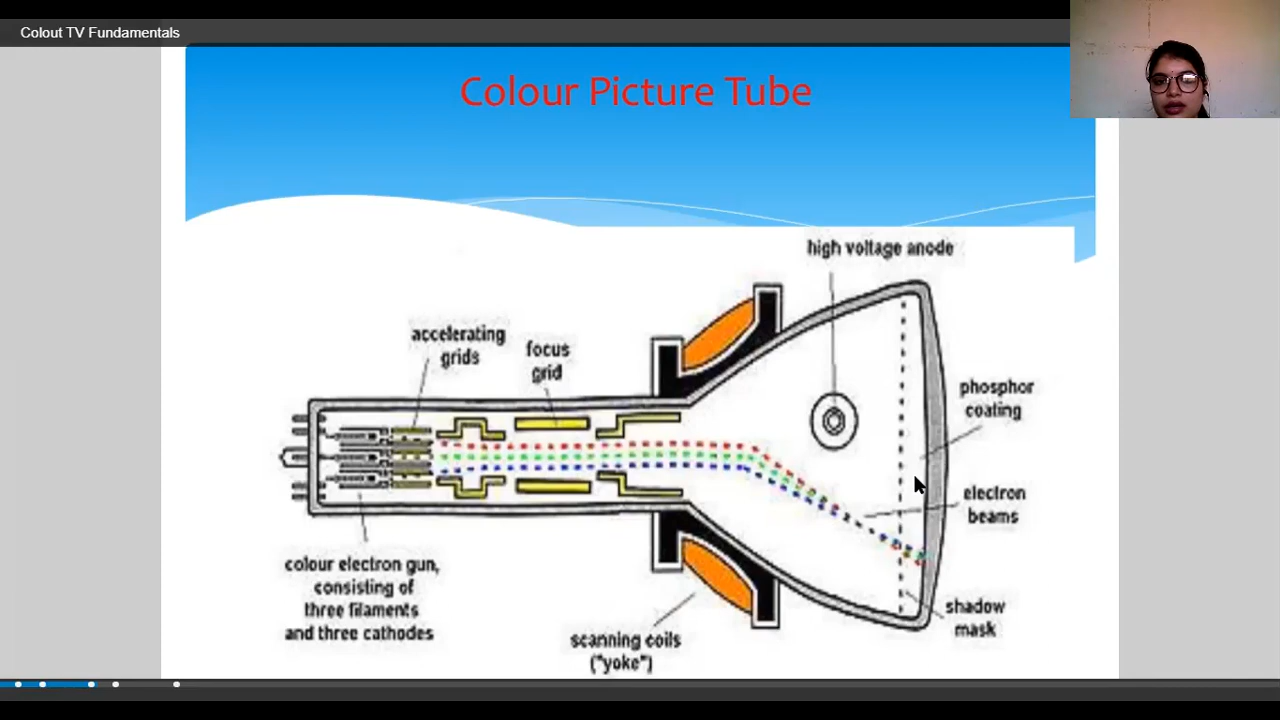 Colout TV Fundamentals
Colour Picture Tube
high voltage anode
accelerating
grids
focus
grid
phosphor
coating
electron
beams
colour electron gun,
consisting of
three filaments
and three cathodes
shadow
mask
scanning coils
("yoke")